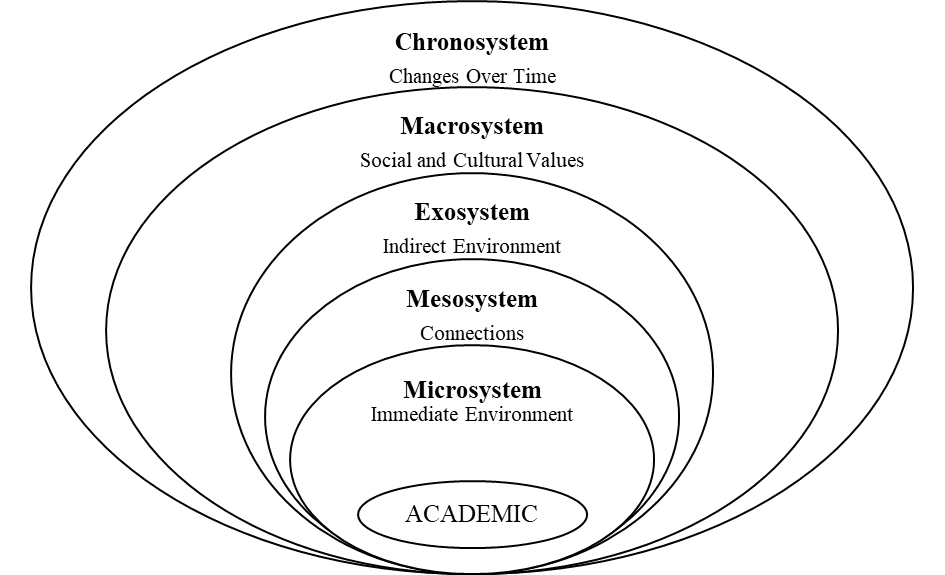 Chronosystem
Changes Over Time
Macrosystem
Social and Cultural Values
Exosystem
Indirect Environment
Mesosystem
Connections
Microsystem
Immediate Environment
ACADEMIC